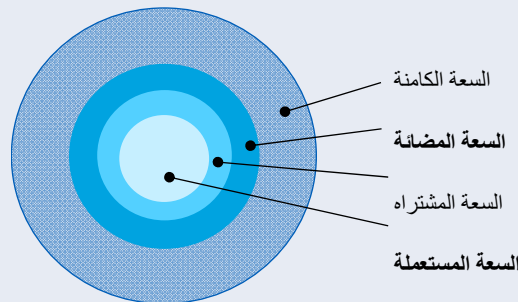 السعة الكامنة
السعة المضائة
السعة المشتراه
السعة المستعملة